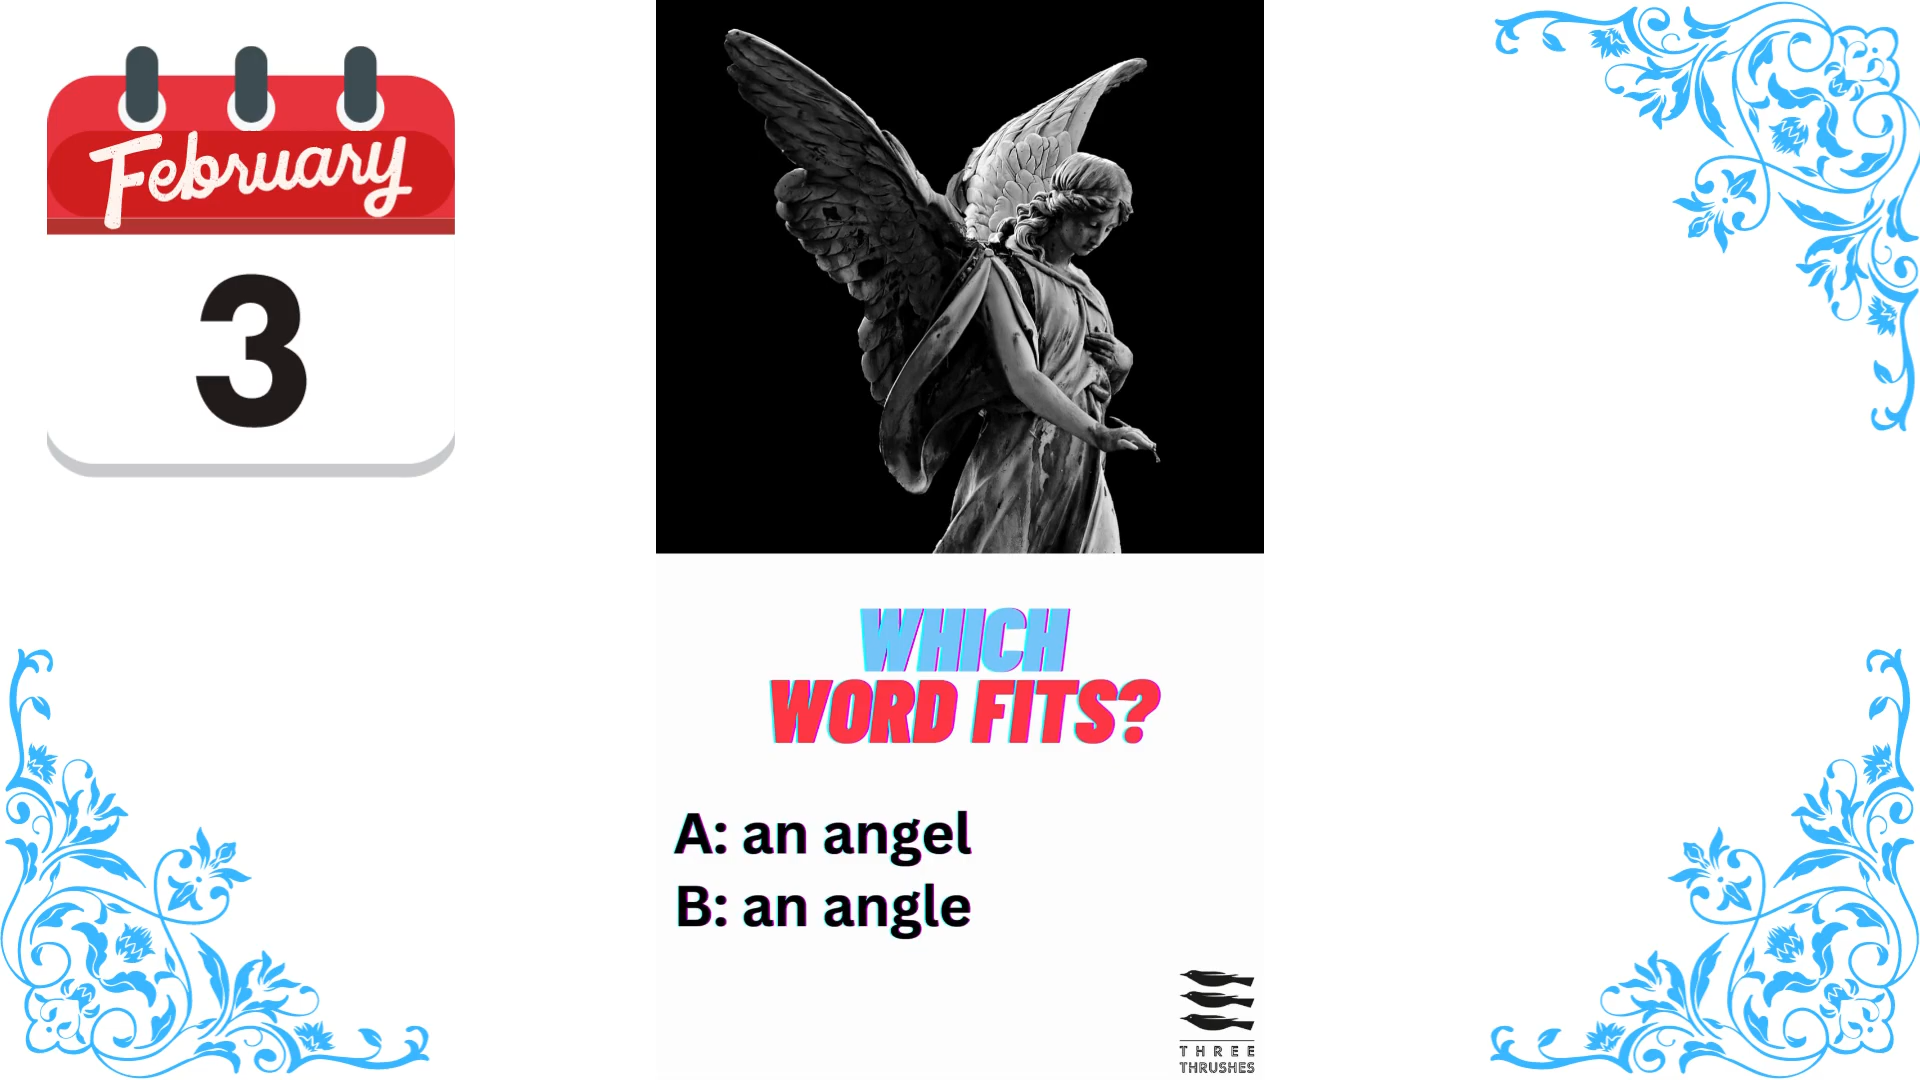 February
3
WHICH
WORD FITS?
A: an angel
B: an angle
THREE
THRUSHES